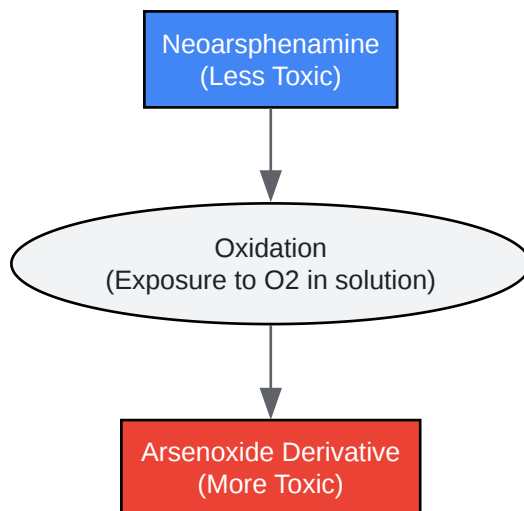 Neoarsphenamine
(Less Toxic)
Oxidation
(Exposure to O2 in solution)
Arsenoxide Derivative
(More Toxic)